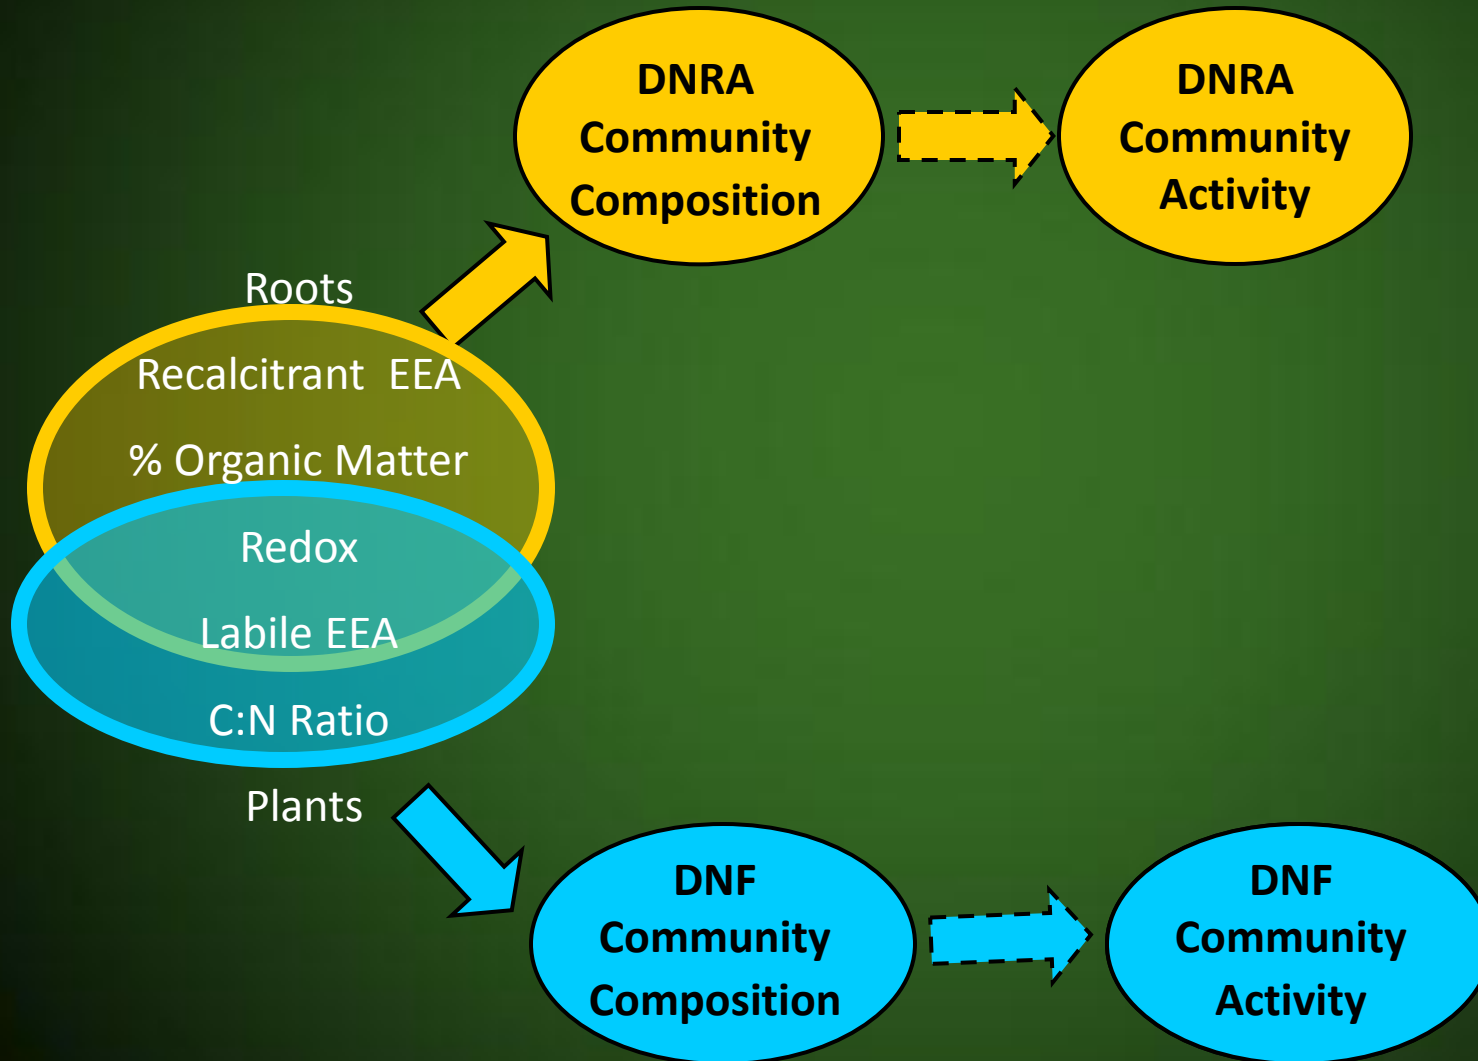 DNRA
Community
Composition
DNRA
Community
Activity
Roots
Recalcitrant EEA
% Organic Matter
Redox
Labile EEA
C:N Ratio
Plants
DNF
Community
Composition
DNF
Community
Activity